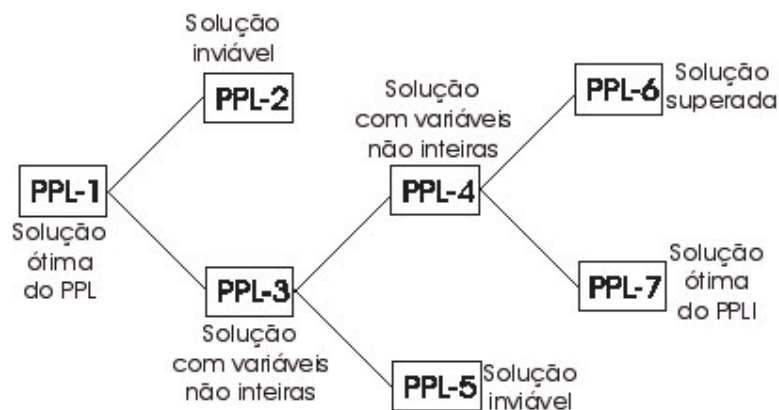 Solução
inviável
PPL-2
Solução
com variáveis
não inteiras
PPL-6
Solução
superada
PPL-1
Solução
ótima
do PPL
PPL-4
PPL-3
Solução
com variáveis
não inteiras
PPL-7
Solução
ótima
do PPLI
PPL-5
Solução
inviável